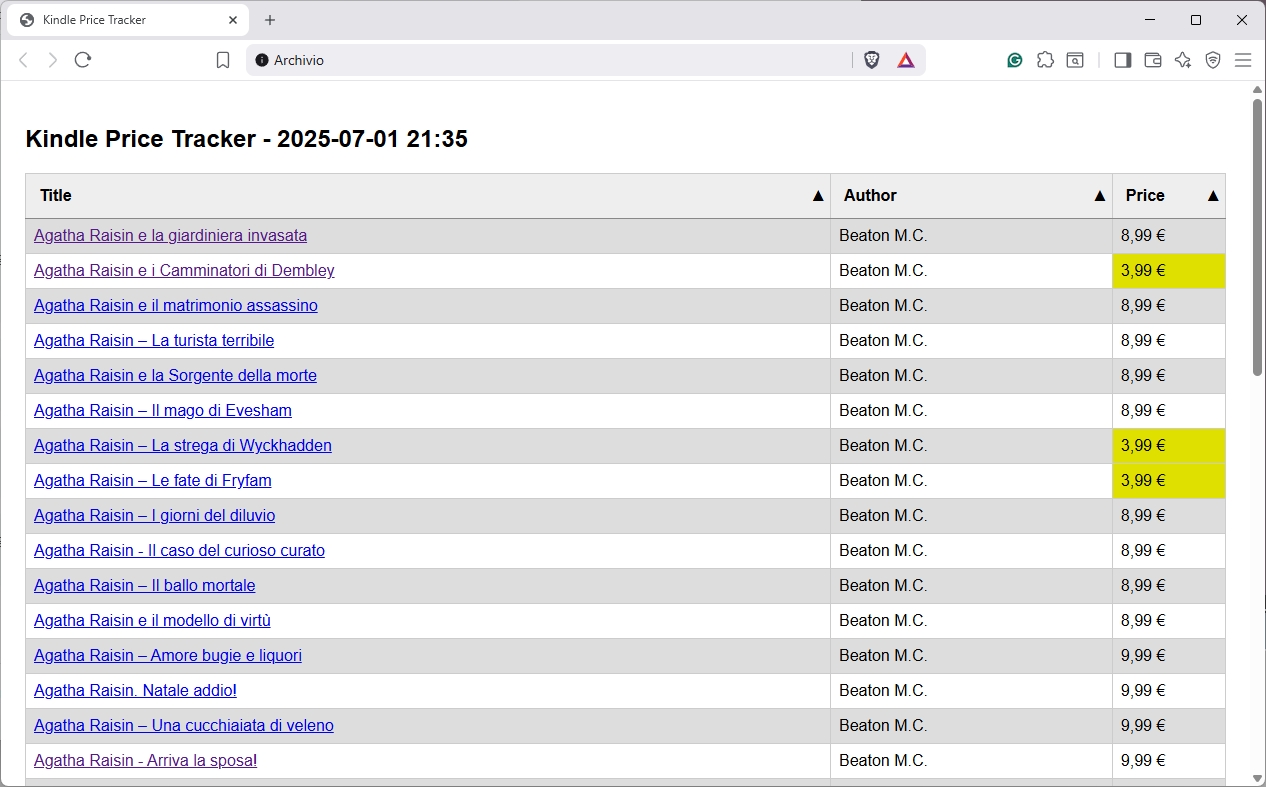 Kindle Price Tracker
Archivio
Kindle Price Tracker - 2025-07-01 21:35
Title ▲ Author ▲ Price ▲
Agatha Raisin e la giardiniera invasata Beaton M.C. 8,99 €
Agatha Raisin e i Camminatori di Dembley Beaton M.C. 3,99 €
Agatha Raisin e il matrimonio assassino Beaton M.C. 8,99 €
Agatha Raisin – La turista terribile Beaton M.C. 8,99 €
Agatha Raisin e la Sorgente della morte Beaton M.C. 8,99 €
Agatha Raisin – Il mago di Evesham Beaton M.C. 8,99 €
Agatha Raisin – La strega di Wyckhadden Beaton M.C. 3,99 €
Agatha Raisin – Le fate di Fryfam Beaton M.C. 3,99 €
Agatha Raisin – I giorni del diluvio Beaton M.C. 8,99 €
Agatha Raisin - Il caso del curioso curato Beaton M.C. 8,99 €
Agatha Raisin – Il ballo mortale Beaton M.C. 8,99 €
Agatha Raisin e il modello di virtù Beaton M.C. 8,99 €
Agatha Raisin – Amore bugie e liquori Beaton M.C. 9,99 €
Agatha Raisin. Natale addio! Beaton M.C. 9,99 €
Agatha Raisin – Una cucchiaiata di veleno Beaton M.C. 9,99 €
Agatha Raisin - Arriva la sposa! Beaton M.C. 9,99 €